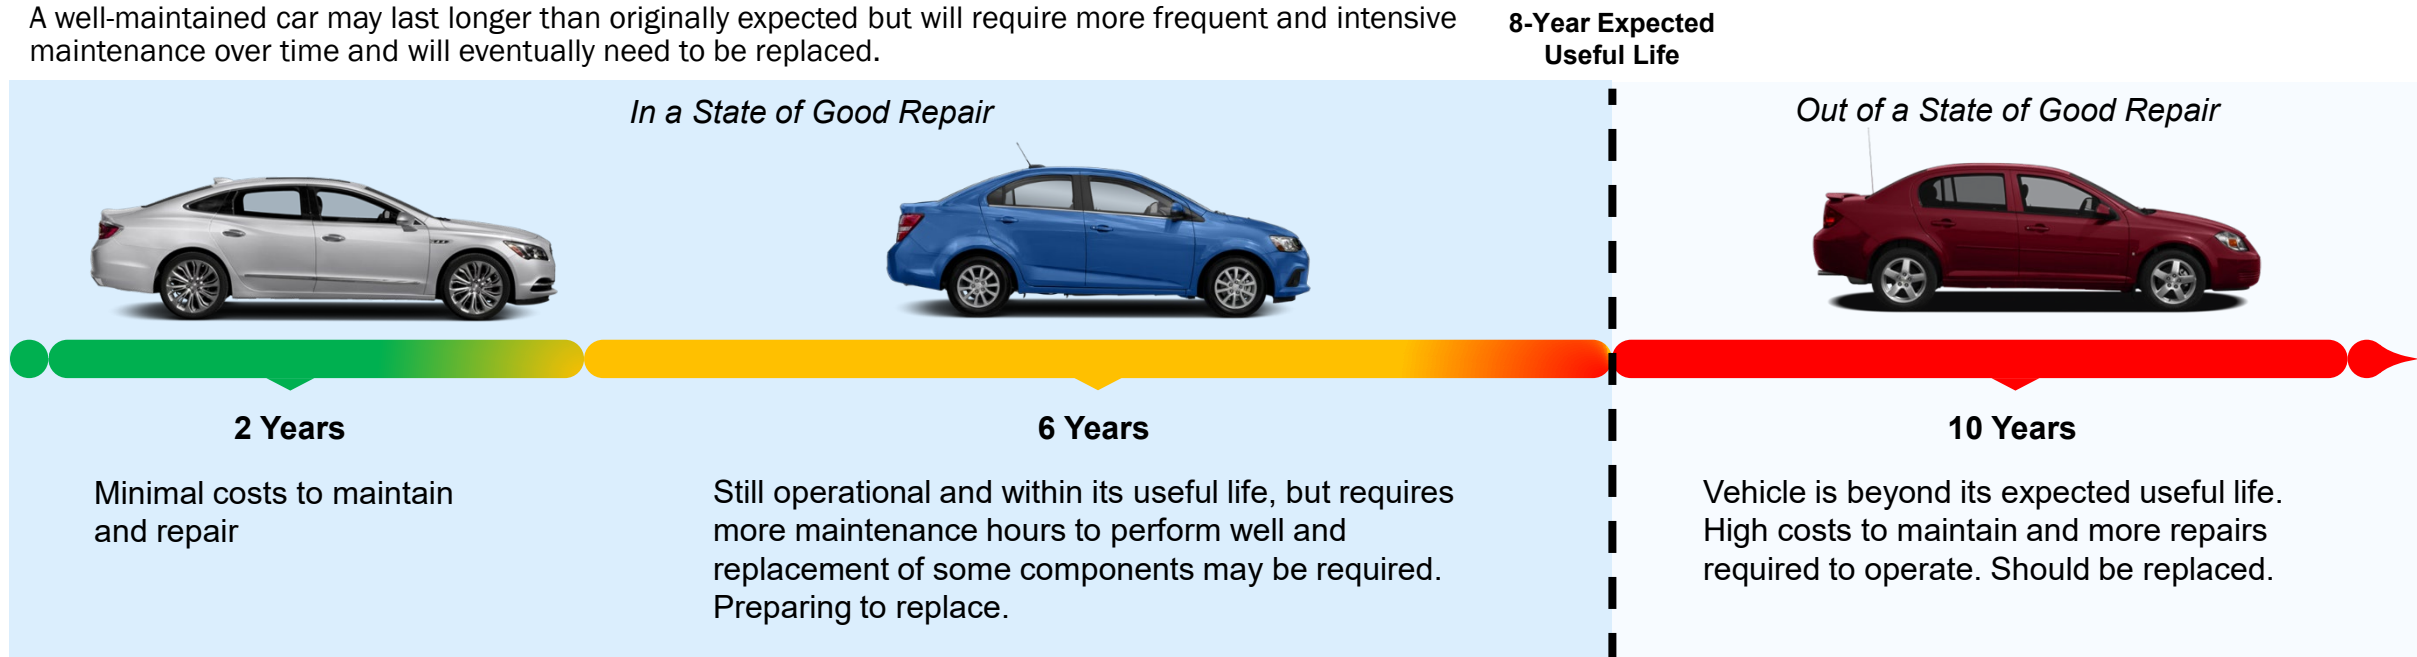 A well-maintained car may last longer than originally expected but will require more frequent and intensive
maintenance over time and will eventually need to be replaced.
8-Year Expected
Useful Life
In a State of Good Repair
Out of a State of Good Repair
2 Years
Minimal costs to maintain
and repair
6 Years
Still operational and within its useful life, but requires
more maintenance hours to perform well and
replacement of some components may be required.
Preparing to replace.
10 Years
Vehicle is beyond its expected useful life.
High costs to maintain and more repairs
required to operate. Should be replaced.